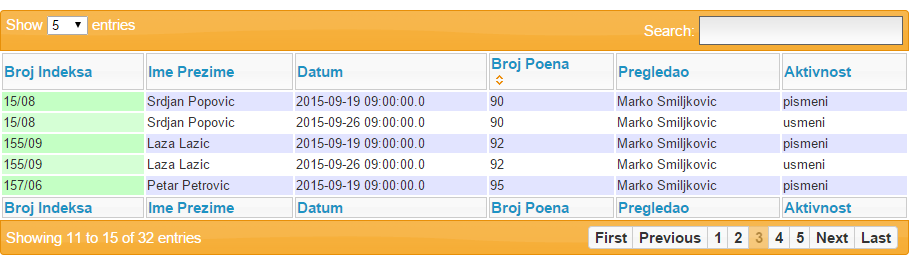 Show 5 entries
Search:
Broj Indeksa Ime Prezime Datum Broj Poena Pregledao Aktivnost
15/08 Srdjan Popovic 2015-09-19 09:00:00.0 90 Marko Smiljkovic pismeni
15/08 Srdjan Popovic 2015-09-26 09:00:00.0 90 Marko Smiljkovic usmeni
155/09 Laza Lazic 2015-09-19 09:00:00.0 92 Marko Smiljkovic pismeni
155/09 Laza Lazic 2015-09-26 09:00:00.0 92 Marko Smiljkovic usmeni
157/06 Petar Petrovic 2015-09-19 09:00:00.0 95 Marko Smiljkovic pismeni
Broj Indeksa Ime Prezime Datum Broj Poena Pregledao Aktivnost
Showing 11 to 15 of 32 entries First Previous 1 2 3 4 5 Next Last